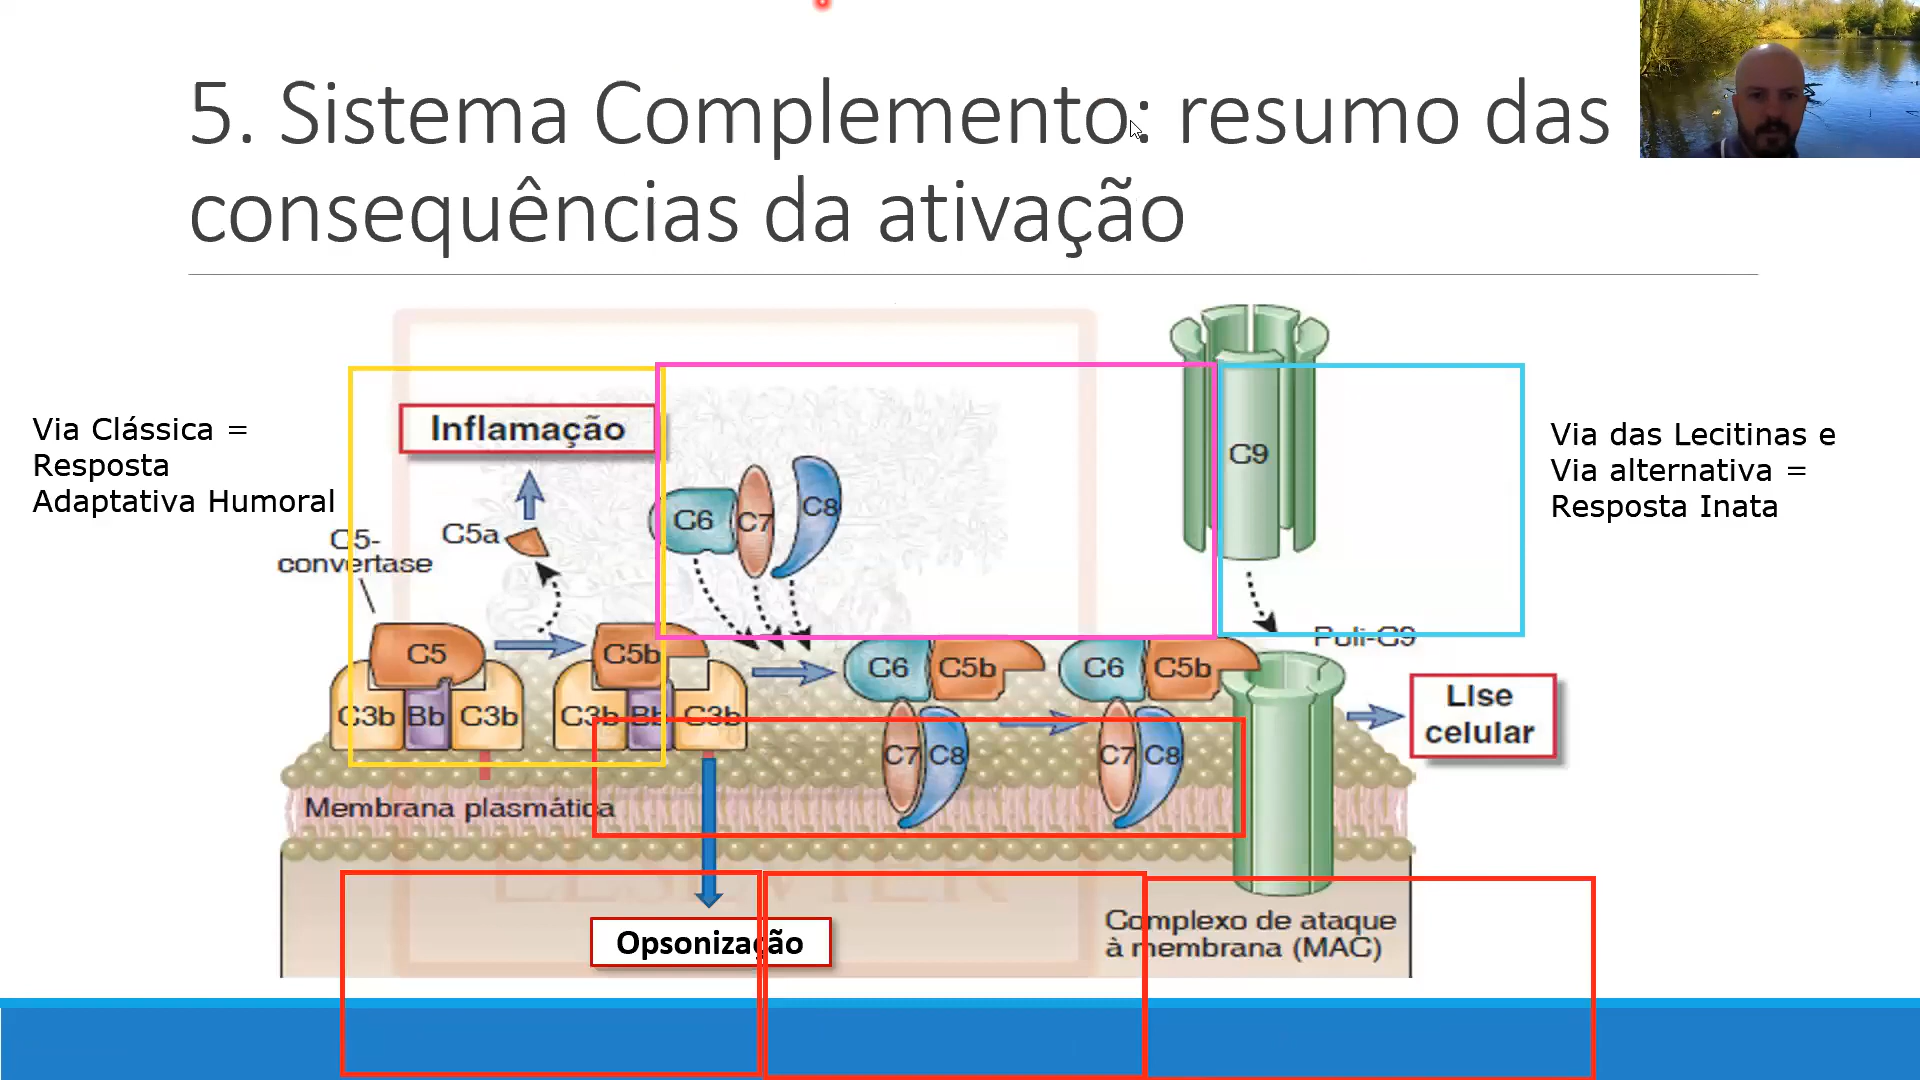 5. Sistema Complemento: resumo das
consequências da ativação
Via Clássica =
Resposta
Adaptativa Humoral
Inflamação
C5-
convertase
C5a
C6
C7
C8
C9
Via das Lecitinas e
Via alternativa =
Resposta Inata
C5
C3b
Bb
C3b
C5b
C3b
Bb
C3b
C6
C5b
C7
C8
C6
C5b
C7
C8
Puli-C9
LIse
celular
Membrana plasmática
ELSEVIER
Opsonização
Complexo de ataque
à membrana (MAC)